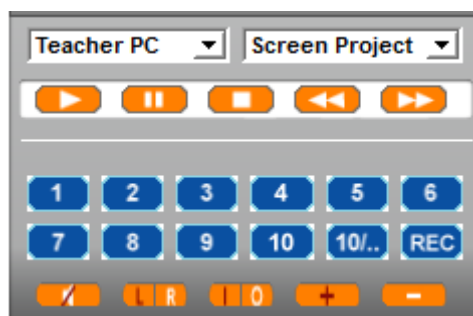 Teacher PC Screen Project
1 2 3 4 5 6
7 8 9 10 10/.. REC
L R I O + -